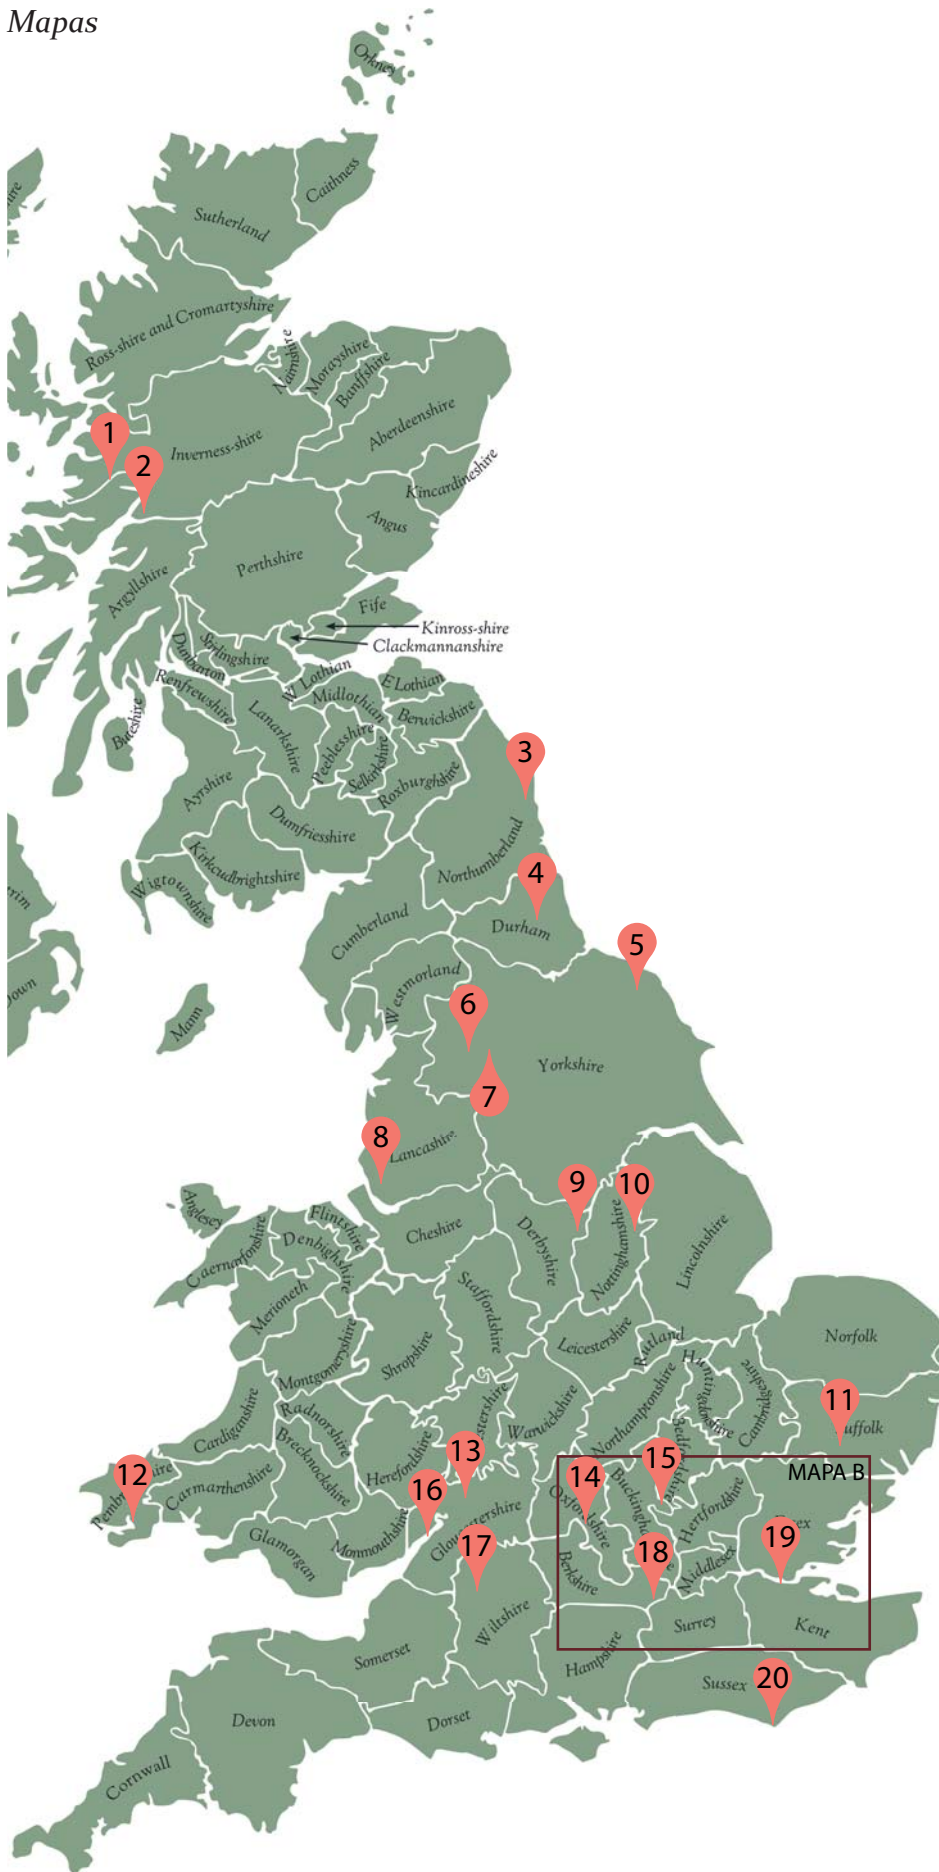 Mapas
Orkney
Caithness
Sutherland
Ross-shire and Cromartyshire
Nairnshire
Morayshire
Banffshire
Aberdeenshire
1
Inverness-shire
2
Kincardineshire
Angus
Perthshire
Argyllshire
Fife
Kinross-shire
Clackmannanshire
Stirlingshire
Dunbarton
W Lothian
E Lothian
Midlothian
Renfrewshire
Lanarkshire
Berwickshire
Buteshire
Peeblesshire
Selkirkshire
Roxburghshire
3
Ayrshire
Dumfriesshire
Kirkcudbrightshire
Wigtownshire
Northumberland
4
Cumberland
Durham
5
Westmorland
6
Mann
Yorkshire
7
8
Lancashire
9
10
Anglesey
Flintshire
Caernarfonshire
Denbighshire
Cheshire
Derbyshire
Nottinghamshire
Lincolnshire
Merioneth
Staffordshire
Montgomeryshire
Shropshire
Leicestershire
Rutland
Norfolk
Huntingdonshire
Cambridgeshire
11
uffolk
Cardiganshire
Radnorshire
Brecknockshire
Herefordshire
estershire
Warwickshire
Northamptonshire
12
Carmarthenshire
13
14
15
MAPA B
16
Oxfordshire
Hertfordshire
Glamorgan
Monmouthshire
17
18
19
Berkshire
Middlesex
Wiltshire
Surrey
Kent
Somerset
Hampshire
Sussex
20
Devon
Dorset
Cornwall